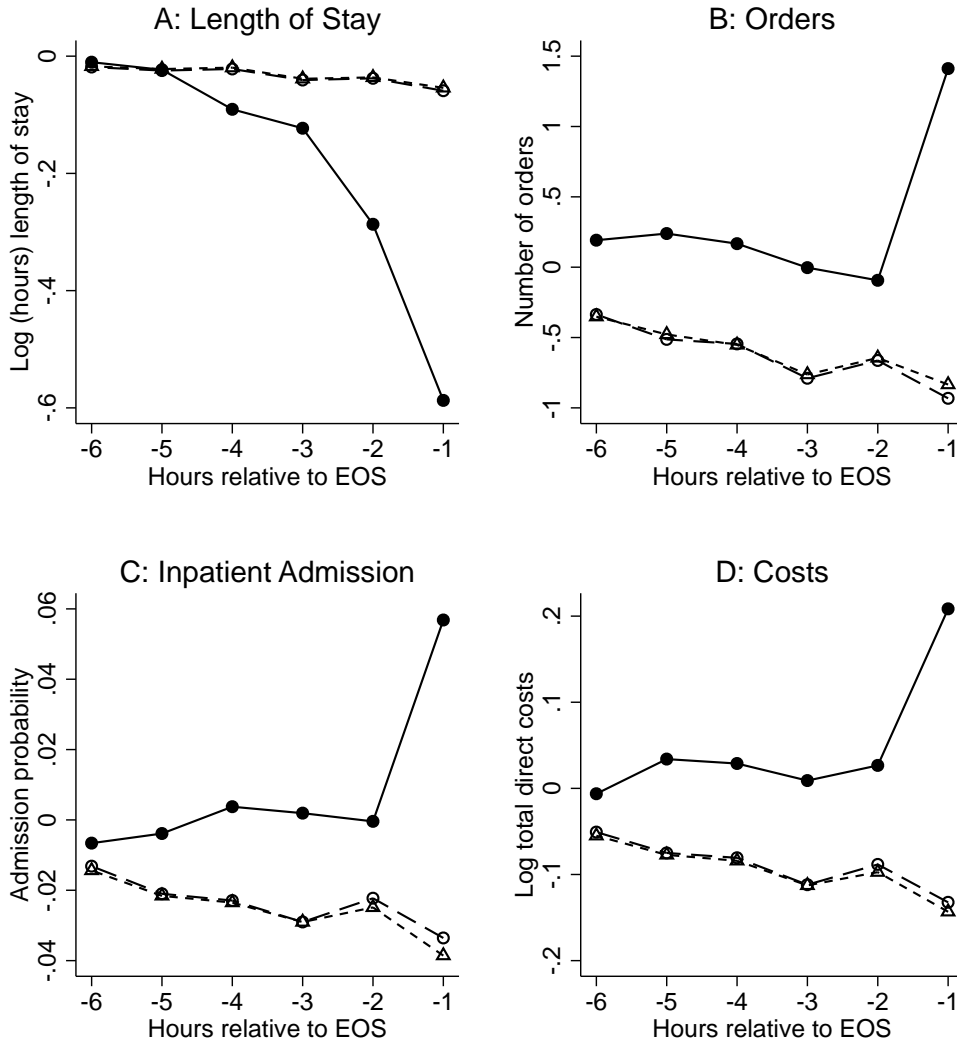 A: Length of Stay
Log (hours) length of stay
0
-.2
-.4
-.6
-6 -5 -4 -3 -2 -1
Hours relative to EOS
B: Orders
Number of orders
1.5
1
.5
0
-.5
-1
-6 -5 -4 -3 -2 -1
Hours relative to EOS
C: Inpatient Admission
Admission probability
.06
.04
.02
0
-.02
-.04
-6 -5 -4 -3 -2 -1
Hours relative to EOS
D: Costs
Log total direct costs
.2
.1
0
-.1
-.2
-6 -5 -4 -3 -2 -1
Hours relative to EOS